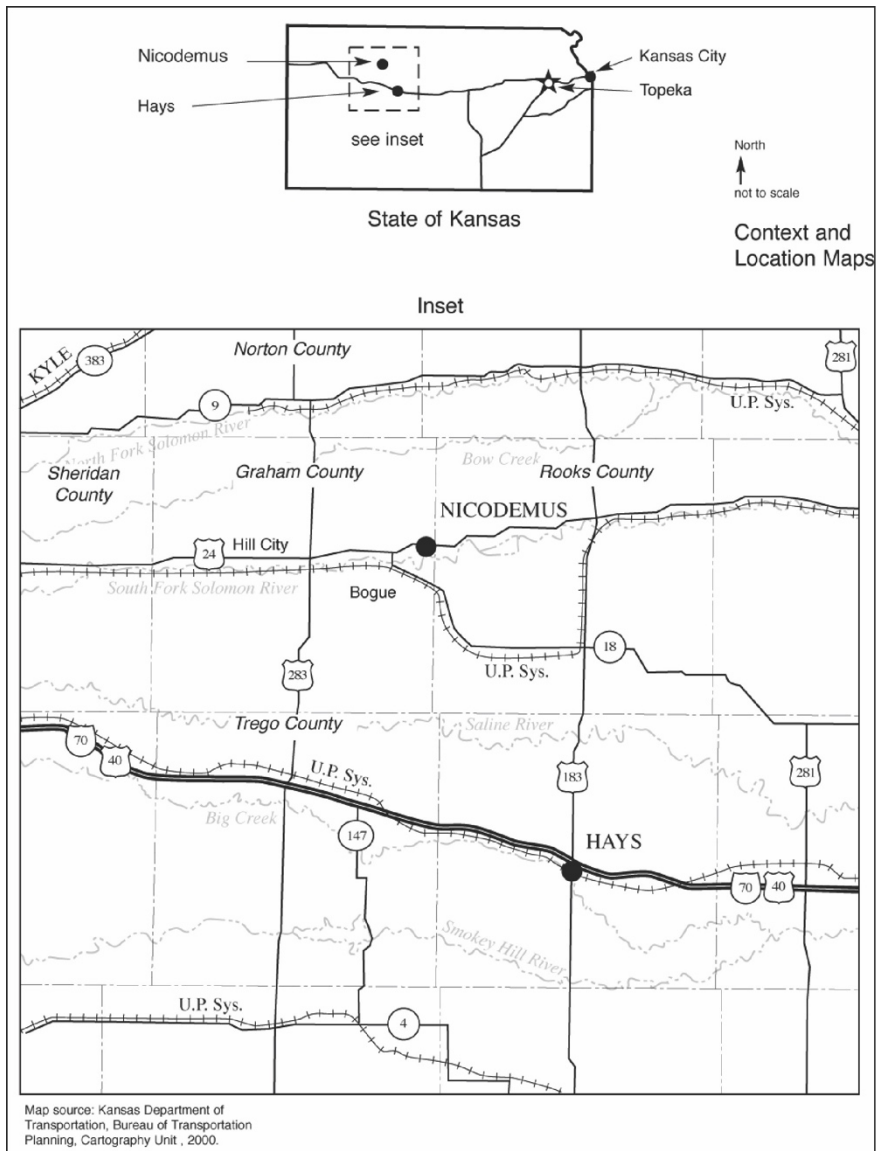 Nicodemus
Hays
Kansas City
Topeka
see inset
State of Kansas
North
not to scale
Context and
Location Maps
Inset
KYLE
383
Norton County
281
9
U.P. Sys.
North Fork Solomon River
Sheridan
County
Graham County
Bow Creek
Rooks County
NICODEMUS
24
Hill City
South Fork Solomon River
Bogue
18
U.P. Sys.
283
Trego County
Saline River
70
40
U.P. Sys.
183
281
Big Creek
147
HAYS
70
40
Smokey Hill River
U.P. Sys.
4
Map source: Kansas Department of
Transportation, Bureau of Transportation
Planning, Cartography Unit , 2000.